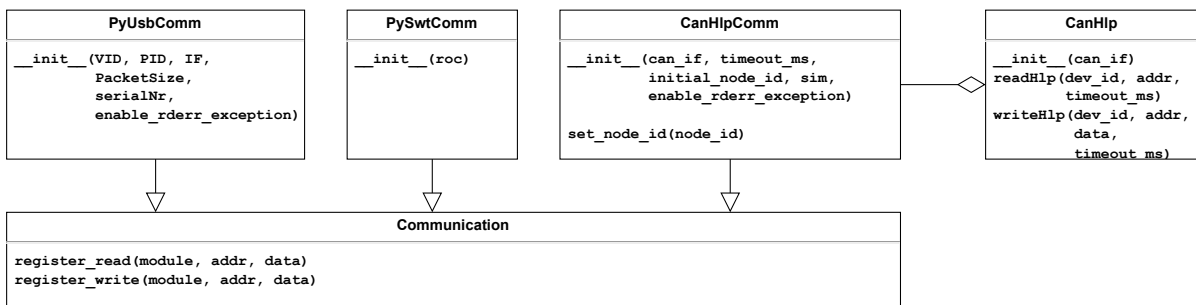 PyUsbComm
__init__(VID, PID, IF,
PacketSize,
serialNr,
enable_rderr_exception)
PySwtComm
__init__(roc)
CanHlpComm
__init__(can_if, timeout_ms,
initial_node_id, sim,
enable_rderr_exception)
set_node_id(node_id)
CanHlp
__init__(can_if)
readHlp(dev_id, addr,
timeout_ms)
writeHlp(dev_id, addr,
data,
timeout_ms)
Communication
register_read(module, addr, data)
register_write(module, addr, data)